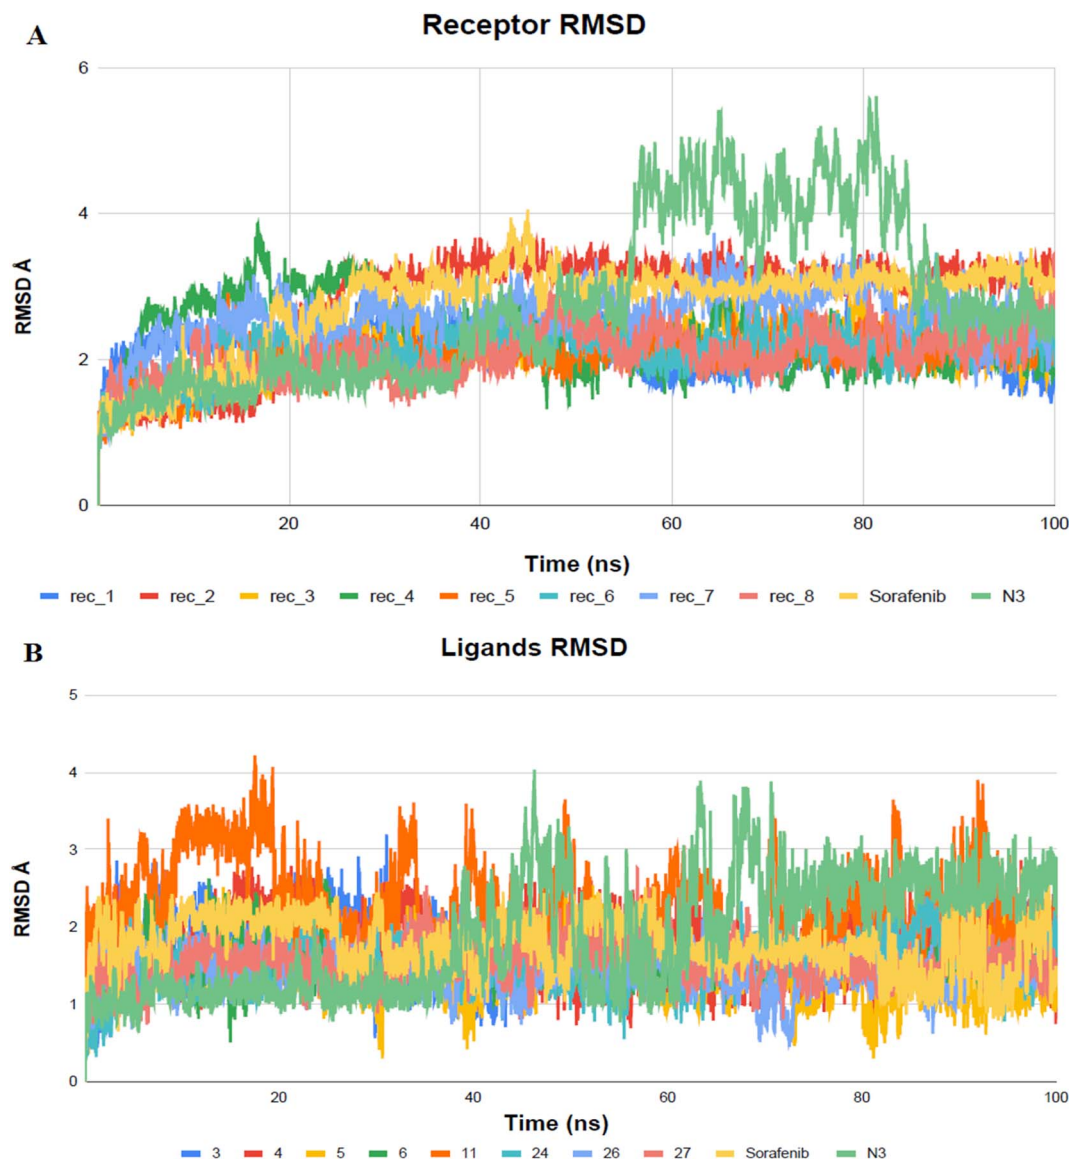 A
Receptor RMSD
6
4
2
0
RMSD Å
20 40 60 80 100
Time (ns)
rec_1 rec_2 rec_3 rec_4 rec_5 rec_6 rec_7 rec_8 Sorafenib N3
B
Ligands RMSD
5
4
3
2
1
0
RMSD Å
20 40 60 80 100
Time (ns)
3 4 5 6 11 24 26 27 Sorafenib N3